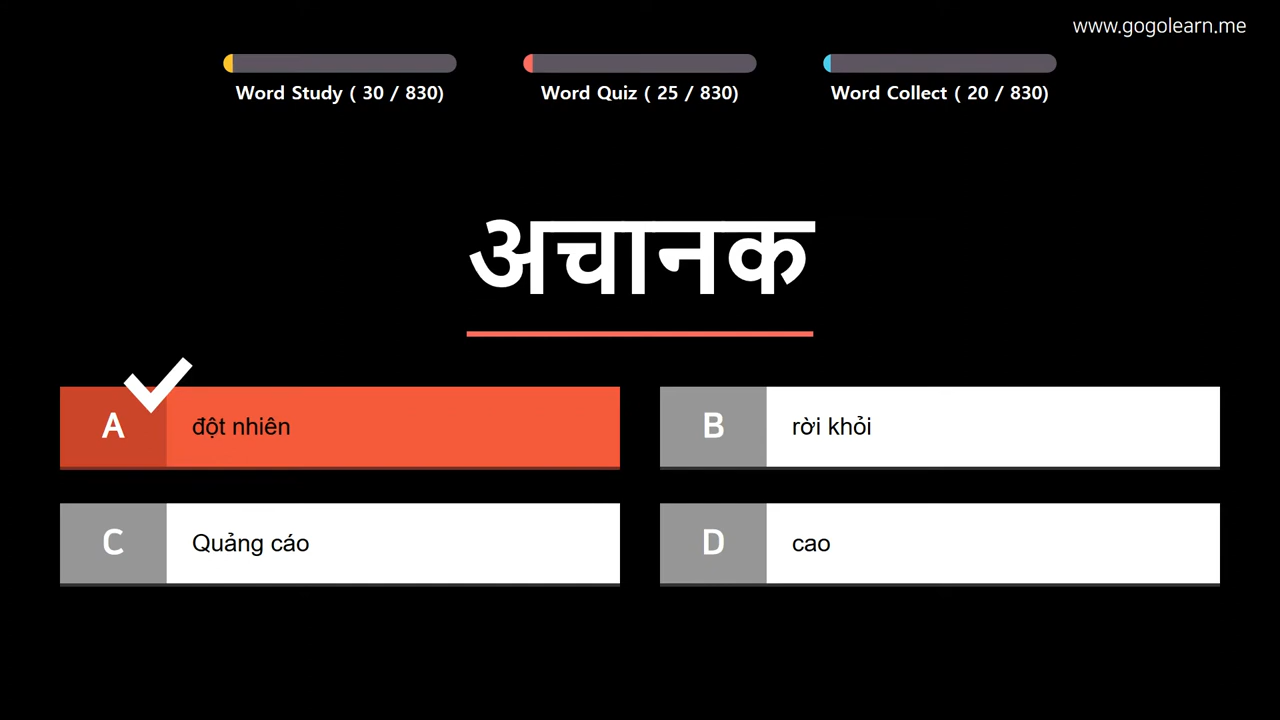 www.gogolearn.me
Word Study ( 30 / 830)
Word Quiz ( 25 / 830)
Word Collect ( 20 / 830)
अचानक
A
đột nhiên
B
rời khỏi
C
Quảng cáo
D
cao